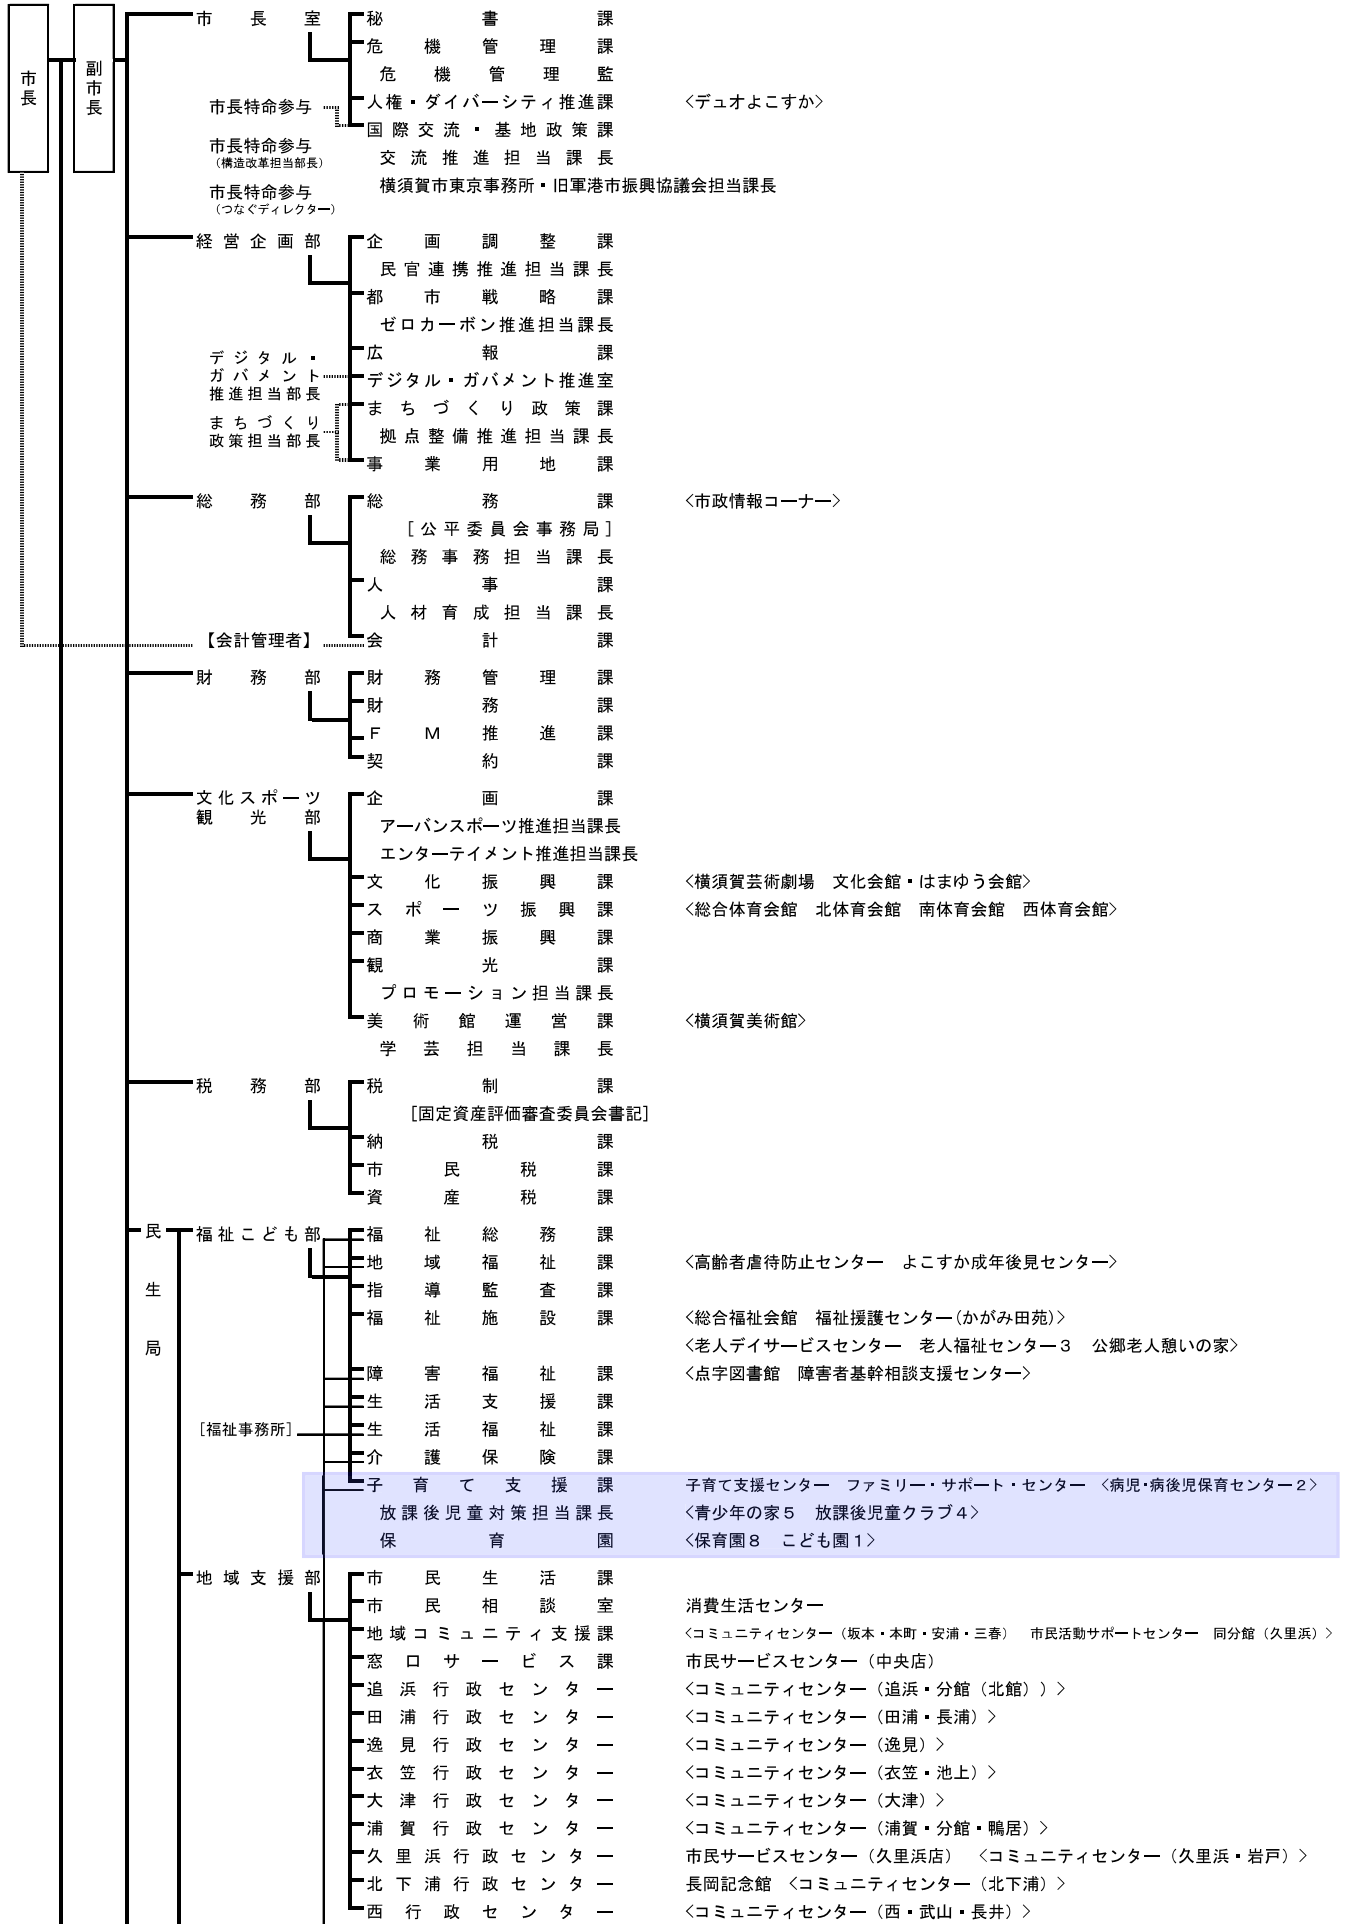 市長
副市長
市長室
秘書課
危機管理課
危機管理監
市長特命参与
人権・ダイバーシティ推進課 〈デュオよこすか〉
国際交流・基地政策課
市長特命参与
（構造改革担当部長）
交流推進担当課長
市長特命参与
（つなぐディレクター）
横須賀市東京事務所・旧軍港市振興協議会担当課長
経営企画部
企画調整課
民官連携推進担当課長
都市戦略課
ゼロカーボン推進担当課長
広報課
デジタル・
ガバメント
推進担当部長
デジタル・ガバメント推進室
まちづくり
政策担当部長
まちづくり政策課
拠点整備推進担当課長
事業用地課
総務部
総務課 〈市政情報コーナー〉
[公平委員会事務局]
総務事務担当課長
人事課
人材育成担当課長
【会計管理者】
会計課
財務部
財務管理課
財務課
ＦＭ推進課
契約課
文化スポーツ
観光部
企画課
アーバンスポーツ推進担当課長
エンターテイメント推進担当課長
文化振興課 〈横須賀芸術劇場　文化会館・はまゆう会館〉
スポーツ振興課 〈総合体育会館　北体育会館　南体育会館　西体育会館〉
商業振興課
観光課
プロモーション担当課長
美術館運営課 〈横須賀美術館〉
学芸担当課長
税務部
税制課
[固定資産評価審査委員会書記]
納税課
市民税課
資産税課
民生局
福祉こども部
福祉総務課
地域福祉課 〈高齢者虐待防止センター　よこすか成年後見センター〉
指導監査課
福祉施設課 〈総合福祉会館　福祉援護センター(かがみ田苑)〉
〈老人デイサービスセンター　老人福祉センター３　公郷老人憩いの家〉
障害福祉課 〈点字図書館　障害者基幹相談支援センター〉
生活支援課
[福祉事務所]
生活福祉課
介護保険課
子育て支援課 子育て支援センター　ファミリー・サポート・センター　〈病児・病後児保育センター２〉
放課後児童対策担当課長 〈青少年の家５　放課後児童クラブ４〉
保育園 〈保育園８　こども園１〉
地域支援部
市民生活課
市民相談室 消費生活センター
地域コミュニティ支援課 〈コミュニティセンター（坂本・本町・安浦・三春）　市民活動サポートセンター　同分館（久里浜）〉
窓口サービス課 市民サービスセンター（中央店）
追浜行政センター 〈コミュニティセンター（追浜・分館（北館））〉
田浦行政センター 〈コミュニティセンター（田浦・長浦）〉
逸見行政センター 〈コミュニティセンター（逸見）〉
衣笠行政センター 〈コミュニティセンター（衣笠・池上）〉
大津行政センター 〈コミュニティセンター（大津）〉
浦賀行政センター 〈コミュニティセンター（浦賀・分館・鴨居）〉
久里浜行政センター 市民サービスセンター（久里浜店）　〈コミュニティセンター（久里浜・岩戸）〉
北下浦行政センター 長岡記念館　〈コミュニティセンター（北下浦）〉
西行政センター 〈コミュニティセンター（西・武山・長井）〉